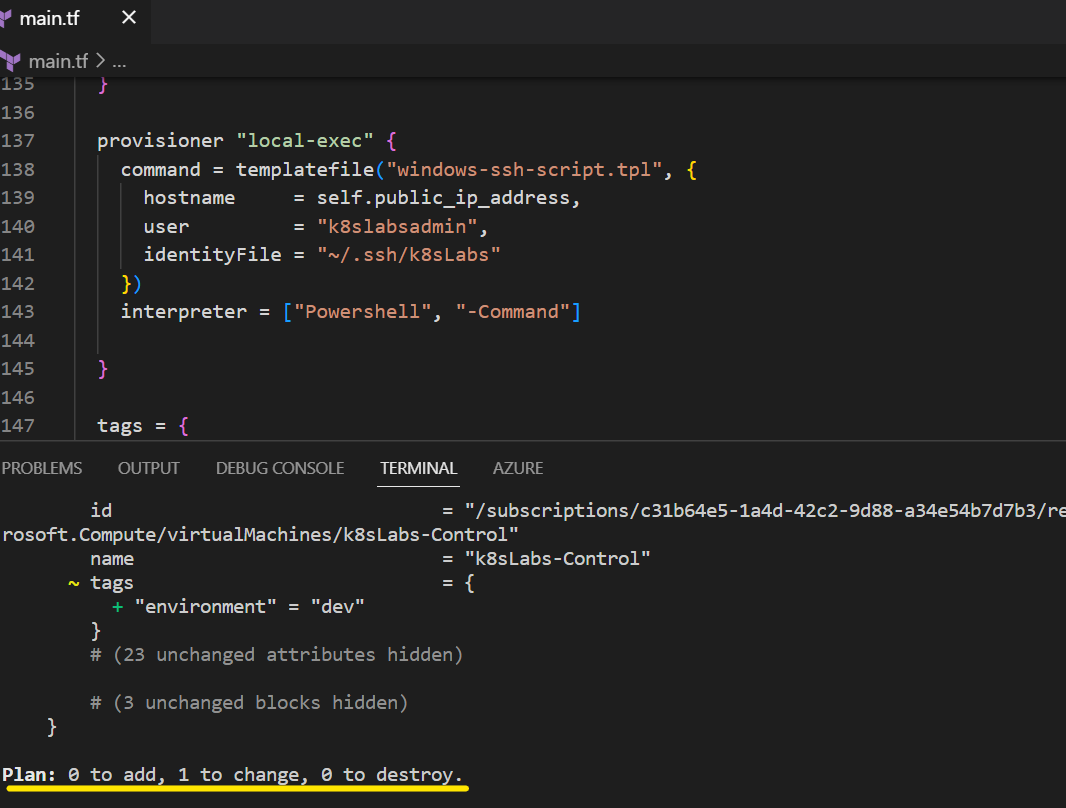 main.tf ×
main.tf > ...
135 }
136
137 provisioner "local-exec" {
138 command = templatefile("windows-ssh-script.tpl", {
139 hostname = self.public_ip_address,
140 user = "k8slabsadmin",
141 identityFile = "~/.ssh/k8sLabs"
142 })
143 interpreter = ["Powershell", "-Command"]
144
145 }
146
147 tags = {
PROBLEMS OUTPUT DEBUG CONSOLE TERMINAL AZURE
id = "/subscriptions/c31b64e5-1a4d-42c2-9d88-a34e54b7d7b3/re
rosoft.Compute/virtualMachines/k8sLabs-Control"
name = "k8sLabs-Control"
~ tags = {
+ "environment" = "dev"
}
# (23 unchanged attributes hidden)
# (3 unchanged blocks hidden)
}
Plan: 0 to add, 1 to change, 0 to destroy.